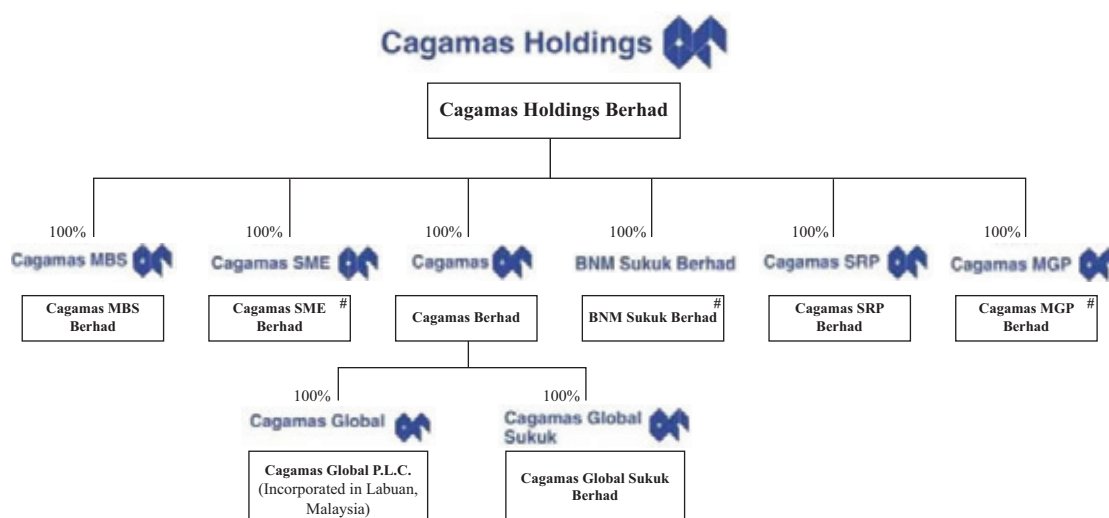 Cagamas Holdings
Cagamas Holdings Berhad
100%
100%
100%
100%
100%
100%
Cagamas MBS
Cagamas SME
Cagamas
BNM Sukuk Berhad
Cagamas SRP
Cagamas MGP
Cagamas MBS
Berhad
Cagamas SME #
Berhad
Cagamas Berhad
BNM Sukuk Berhad #
Cagamas SRP
Berhad
Cagamas MGP #
Berhad
100%
100%
Cagamas Global
Cagamas Global
Sukuk
Cagamas Global P.L.C.
(Incorporated in Labuan,
Malaysia)
Cagamas Global Sukuk
Berhad